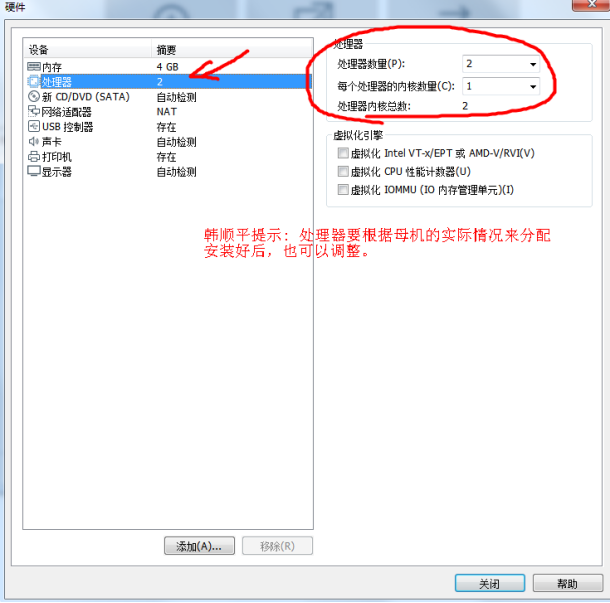 硬件
设备 摘要
内存 4 GB
处理器 2
新 CD/DVD (SATA) 自动检测
网络适配器 NAT
USB 控制器 存在
声卡 自动检测
打印机 存在
显示器 自动检测
处理器
处理器数量(P): 2
每个处理器的内核数量(C): 1
处理器内核总数: 2
虚拟化引擎
虚拟化 Intel VT-x/EPT 或 AMD-V/RVI(V)
虚拟化 CPU 性能计数器(U)
虚拟化 IOMMU (IO 内存管理单元)(I)
韩顺平提示: 处理器要根据母机的实际情况来分配
安装好后，也可以调整。
添加(A)... 移除(R)
关闭 帮助